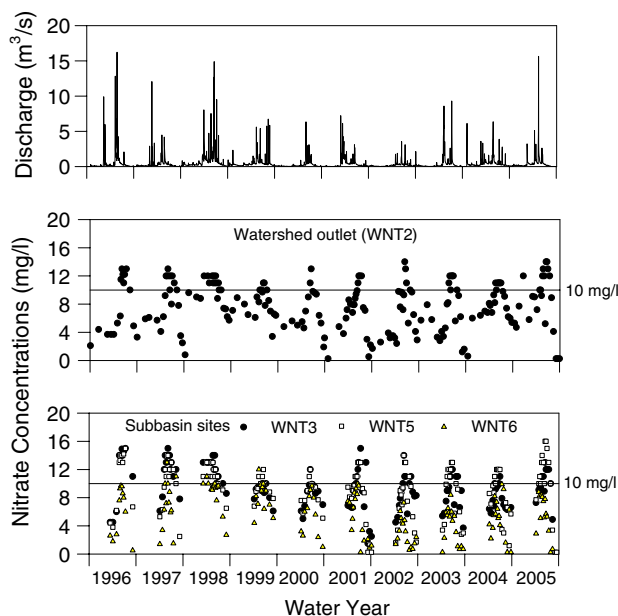 Discharge (m³/s)
20
15
10
5
0
Nitrate Concentrations (mg/l)
20
16
12
8
4
0
Watershed outlet (WNT2)
10 mg/l
20
16
12
8
4
0
Subbasin sites WNT3 WNT5 WNT6
10 mg/l
1996 1997 1998 1999 2000 2001 2002 2003 2004 2005
Water Year